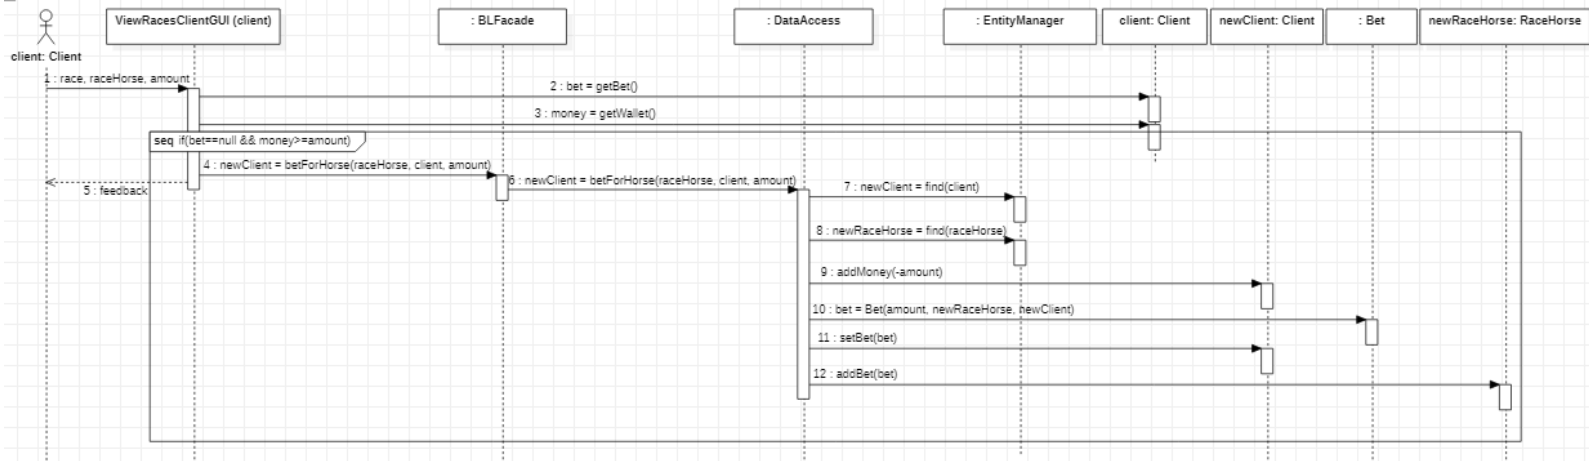 ViewRacesClientGUI (client)
: BLFacade
: DataAccess
: EntityManager
client: Client
newClient: Client
: Bet
newRaceHorse: RaceHorse
client: Client
1 : race, raceHorse, amount
2 : bet = getBet()
3 : money = getWallet()
seq if(bet==null && money>=amount)
4 : newClient = betForHorse(raceHorse, client, amount)
5 : feedback
6 : newClient = betForHorse(raceHorse, client, amount)
7 : newClient = find(client)
8 : newRaceHorse = find(raceHorse)
9 : addMoney(-amount)
10 : bet = Bet(amount, newRaceHorse, newClient)
11 : setBet(bet)
12 : addBet(bet)